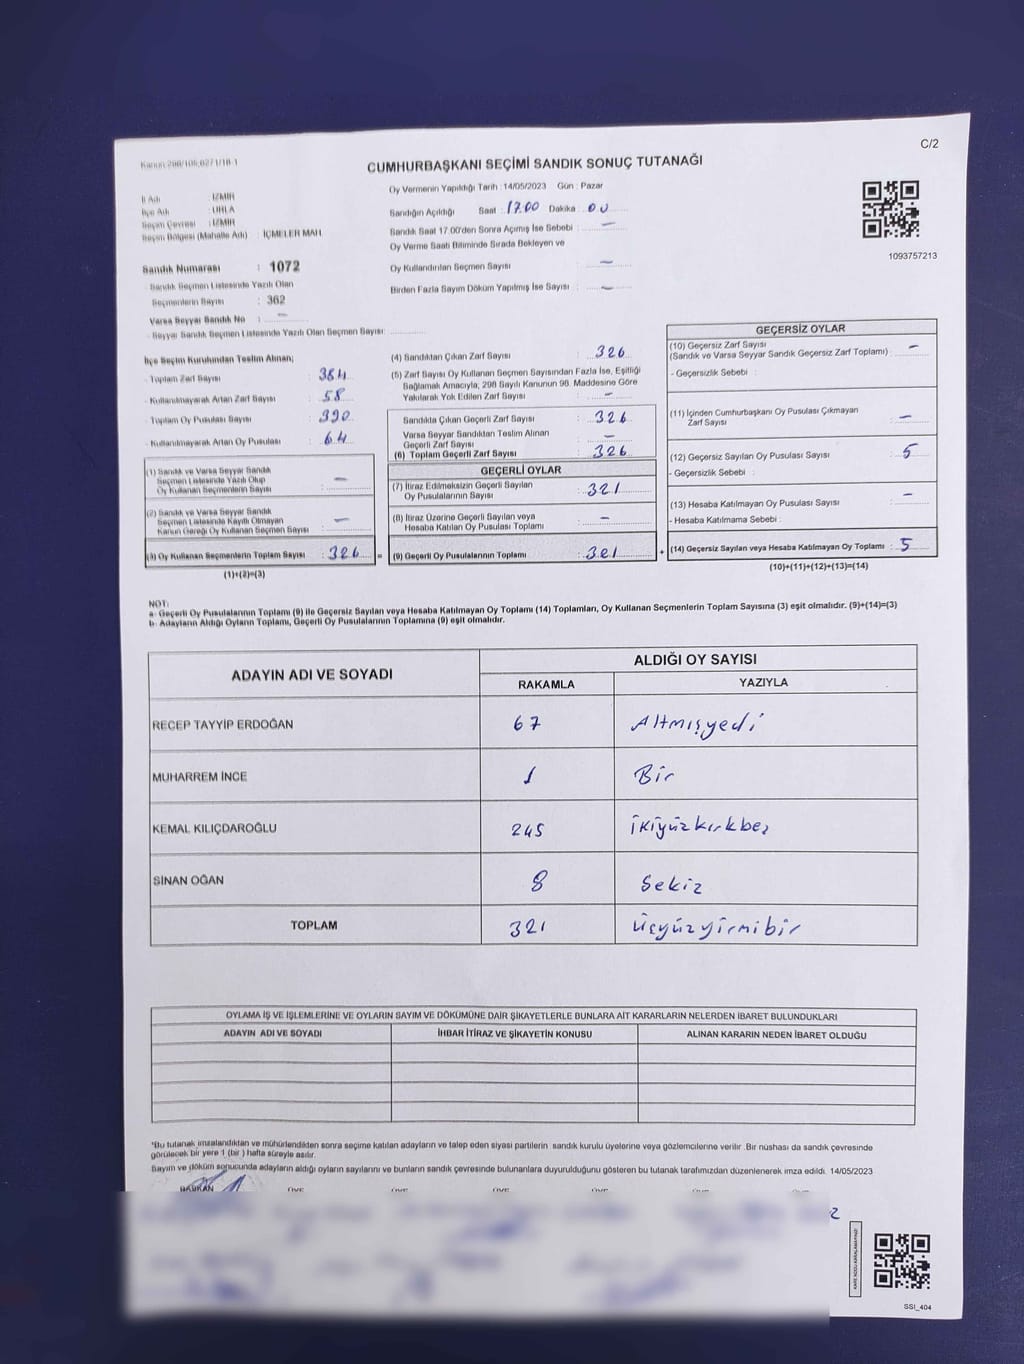 Kanun 298/105,6271/18-1
C/2
CUMHURBAŞKANI SEÇİMİ SANDIK SONUÇ TUTANAĞI
İl Adı : İZMİR
İlçe Adı : URLA
Seçim Çevresi : İZMİR
Seçim Bölgesi (Mahalle Adı) : İÇMELER MAH.
Sandık Numarası : 1072
Sandık Seçmen Listesinde Yazılı Olan
Seçmenlerin Sayısı : 362
Varsa Seyyar Sandık No : -
Seyyar Sandık Seçmen Listesinde Yazılı Olan Seçmen Sayısı:
Oy Vermenin Yapıldığı Tarih : 14/05/2023 Gün : Pazar
Sandığın Açıldığı Saat : 17.00 Dakika : 00
Sandık Saat 17.00'den Sonra Açılmış İse Sebebi : -
Oy Verme Saati Bitiminde Sırada Bekleyen ve
Oy Kullandırılan Seçmen Sayısı : -
Birden Fazla Sayım Döküm Yapılmış İse Sayısı : -
1093757213
İlçe Seçim Kurulundan Teslim Alınan;
Toplam Zarf Sayısı : 384
Kullanılmayarak Artan Zarf Sayısı : 58
Toplam Oy Pusulası Sayısı : 390
Kullanılmayarak Artan Oy Pusulası : 64
(1) Sandık ve Varsa Seyyar Sandık
Seçmen Listesinde Yazılı Olup
Oy Kullanan Seçmenlerin Sayısı : -
(2) Sandık ve Varsa Seyyar Sandık
Seçmen Listesinde Kayıtlı Olmayan
Kanun Gereği Oy Kullanan Seçmen Sayısı : -
(3) Oy Kullanan Seçmenlerin Toplam Sayısı : 326 =
(1)+(2)=(3)
(4) Sandıktan Çıkan Zarf Sayısı : 326
(5) Zarf Sayısı Oy Kullanan Seçmen Sayısından Fazla İse, Eşitliği
Sağlamak Amacıyla, 298 Sayılı Kanunun 98. Maddesine Göre
Yakılarak Yok Edilen Zarf Sayısı : -
Sandıkta Çıkan Geçerli Zarf Sayısı : 326
Varsa Seyyar Sandıktan Teslim Alınan
Geçerli Zarf Sayısı : -
(6) Toplam Geçerli Zarf Sayısı : 326
GEÇERLİ OYLAR
(7) İtiraz Edilmeksizin Geçerli Sayılan
Oy Pusulalarının Sayısı : 321
(8) İtiraz Üzerine Geçerli Sayılan veya
Hesaba Katılan Oy Pusulası Toplamı : -
(9) Geçerli Oy Pusulalarının Toplamı : 321 +
GEÇERSİZ OYLAR
(10) Geçersiz Zarf Sayısı
(Sandık ve Varsa Seyyar Sandık Geçersiz Zarf Toplamı) : -
- Geçersizlik Sebebi :
(11) İçinden Cumhurbaşkanı Oy Pusulası Çıkmayan
Zarf Sayısı : -
(12) Geçersiz Sayılan Oy Pusulası Sayısı : 5
- Geçersizlik Sebebi :
(13) Hesaba Katılmayan Oy Pusulası Sayısı : -
- Hesaba Katılmama Sebebi :
(14) Geçersiz Sayılan veya Hesaba Katılmayan Oy Toplamı : 5
(10)+(11)+(12)+(13)=(14)
NOT:
a- Geçerli Oy Pusulalarının Toplamı (9) ile Geçersiz Sayılan veya Hesaba Katılmayan Oy Toplamı (14) Toplamları, Oy Kullanan Seçmenlerin Toplam Sayısına (3) eşit olmalıdır. (9)+(14)=(3)
b- Adayların Aldığı Oyların Toplamı, Geçerli Oy Pusulalarının Toplamına (9) eşit olmalıdır.
ADAYIN ADI VE SOYADI ALDIĞI OY SAYISI
RAKAMLA YAZIYLA
RECEP TAYYİP ERDOĞAN 67 Altmışyedi
MUHARREM İNCE 1 Bir
KEMAL KILIÇDAROĞLU 245 ikiyüzkırkbeş
SİNAN OĞAN 8 Sekiz
TOPLAM 321 Üçyüzyirmibir
OYLAMA İŞ VE İŞLEMLERİNE VE OYLARIN SAYIM VE DÖKÜMÜNE DAİR ŞİKAYETLERLE BUNLARA AİT KARARLARIN NELERDEN İBARET BULUNDUKLARI
ADAYIN ADI VE SOYADI İHBAR İTİRAZ VE ŞİKAYETİN KONUSU ALINAN KARARIN NEDEN İBARET OLDUĞU
*Bu tutanak imzalandıktan ve mühürlendikten sonra seçime katılan adayların ve talep eden siyasi partilerin sandık kurulu üyelerine veya gözlemcilerine verilir. Bir nüshası da sandık çevresinde
görülecek bir yere 1 (bir ) hafta süreyle asılır.
Sayım ve döküm sonucunda adayların aldığı oyların sayılarını ve bunların sandık çevresinde bulunanlara duyurulduğunu gösteren bu tutanak tarafımızdan düzenlenerek imza edildi. 14/05/2023
BAŞKAN ÜYE ÜYE ÜYE ÜYE ÜYE ÜYE
SSI_404